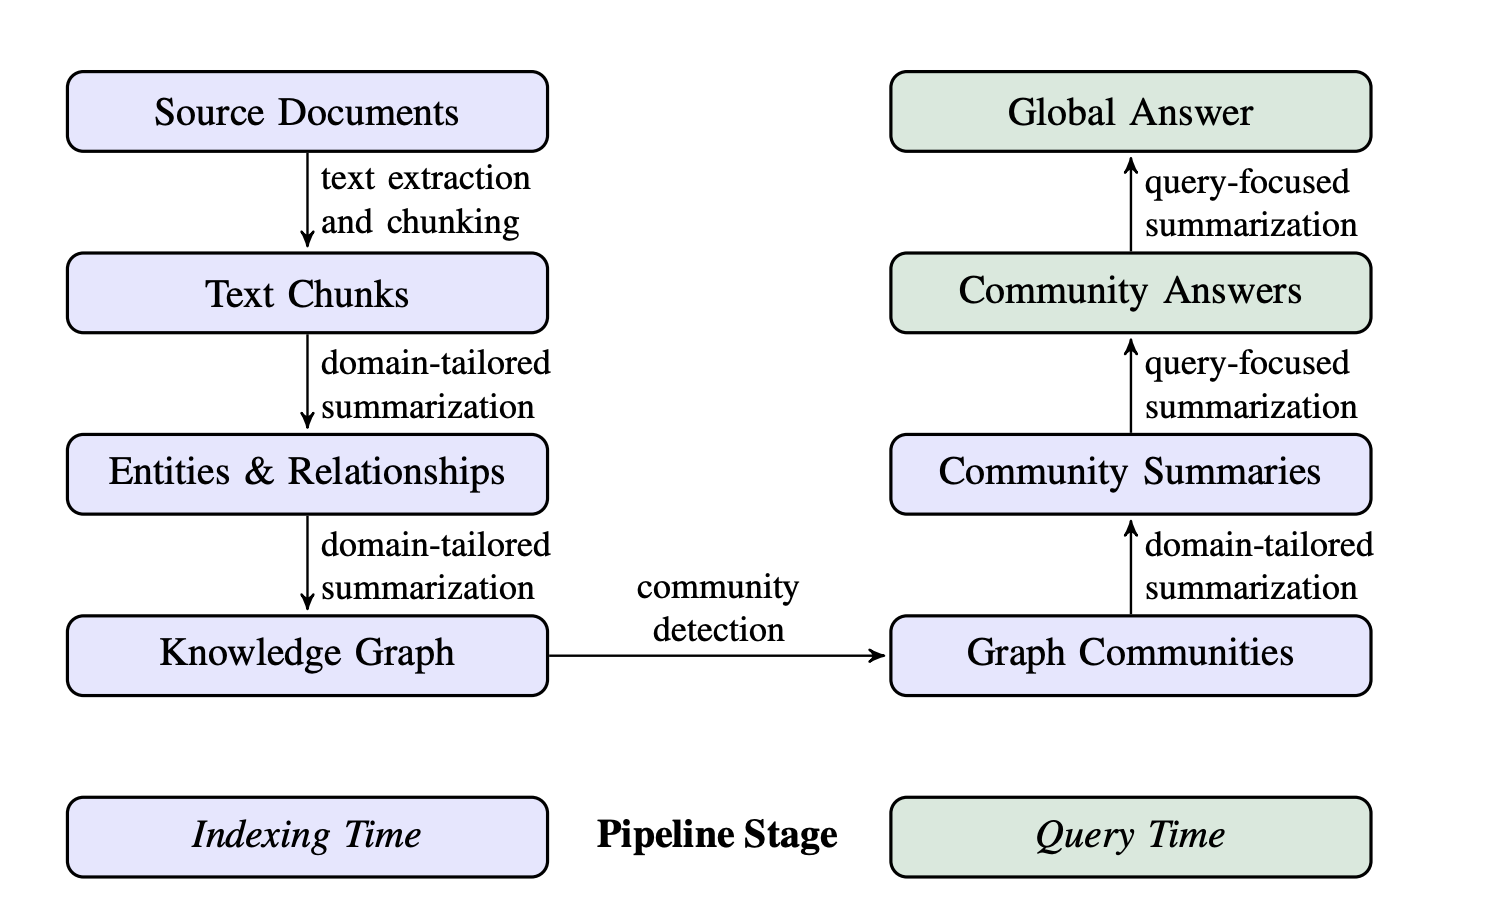 Source Documents
text extraction
and chunking
Text Chunks
domain-tailored
summarization
Entities & Relationships
domain-tailored
summarization
Knowledge Graph
community
detection
Graph Communities
domain-tailored
summarization
Community Summaries
query-focused
summarization
Community Answers
query-focused
summarization
Global Answer
Indexing Time
Pipeline Stage
Query Time